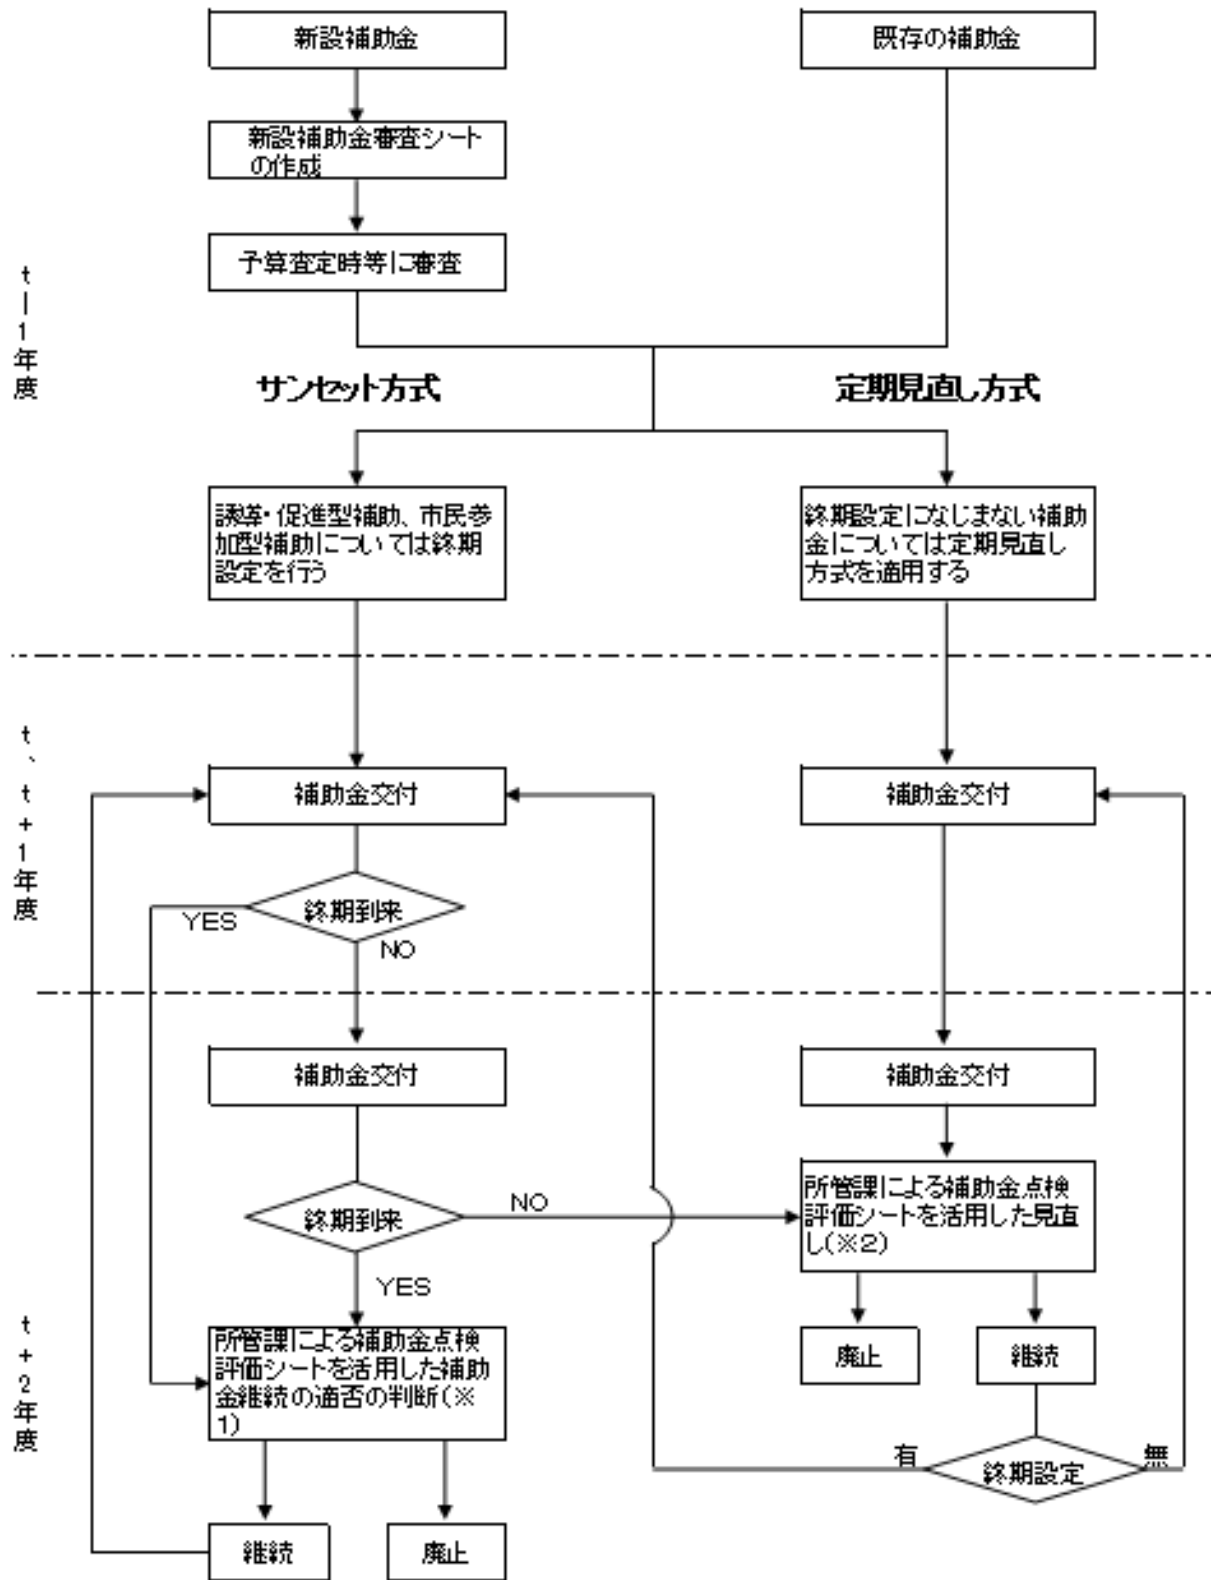 新設補助金
既存の補助金
新設補助金審査シート
の作成
予算査定時等に審査
t－1年度
サンセット方式
定期見直し方式
誘導・促進型補助、市民参
加型補助については終期
設定を行う
終期設定になじまない補助
金については定期見直し
方式を適用する
t、t＋1年度
補助金交付
補助金交付
終期到来
YES
NO
補助金交付
補助金交付
終期到来
NO
YES
所管課による補助金点検
評価シートを活用した見直
し(※2)
t＋2年度
所管課による補助金点検
評価シートを活用した補助
金継続の適否の判断(※
1)
廃止
継続
有
終期設定
無
継続
廃止